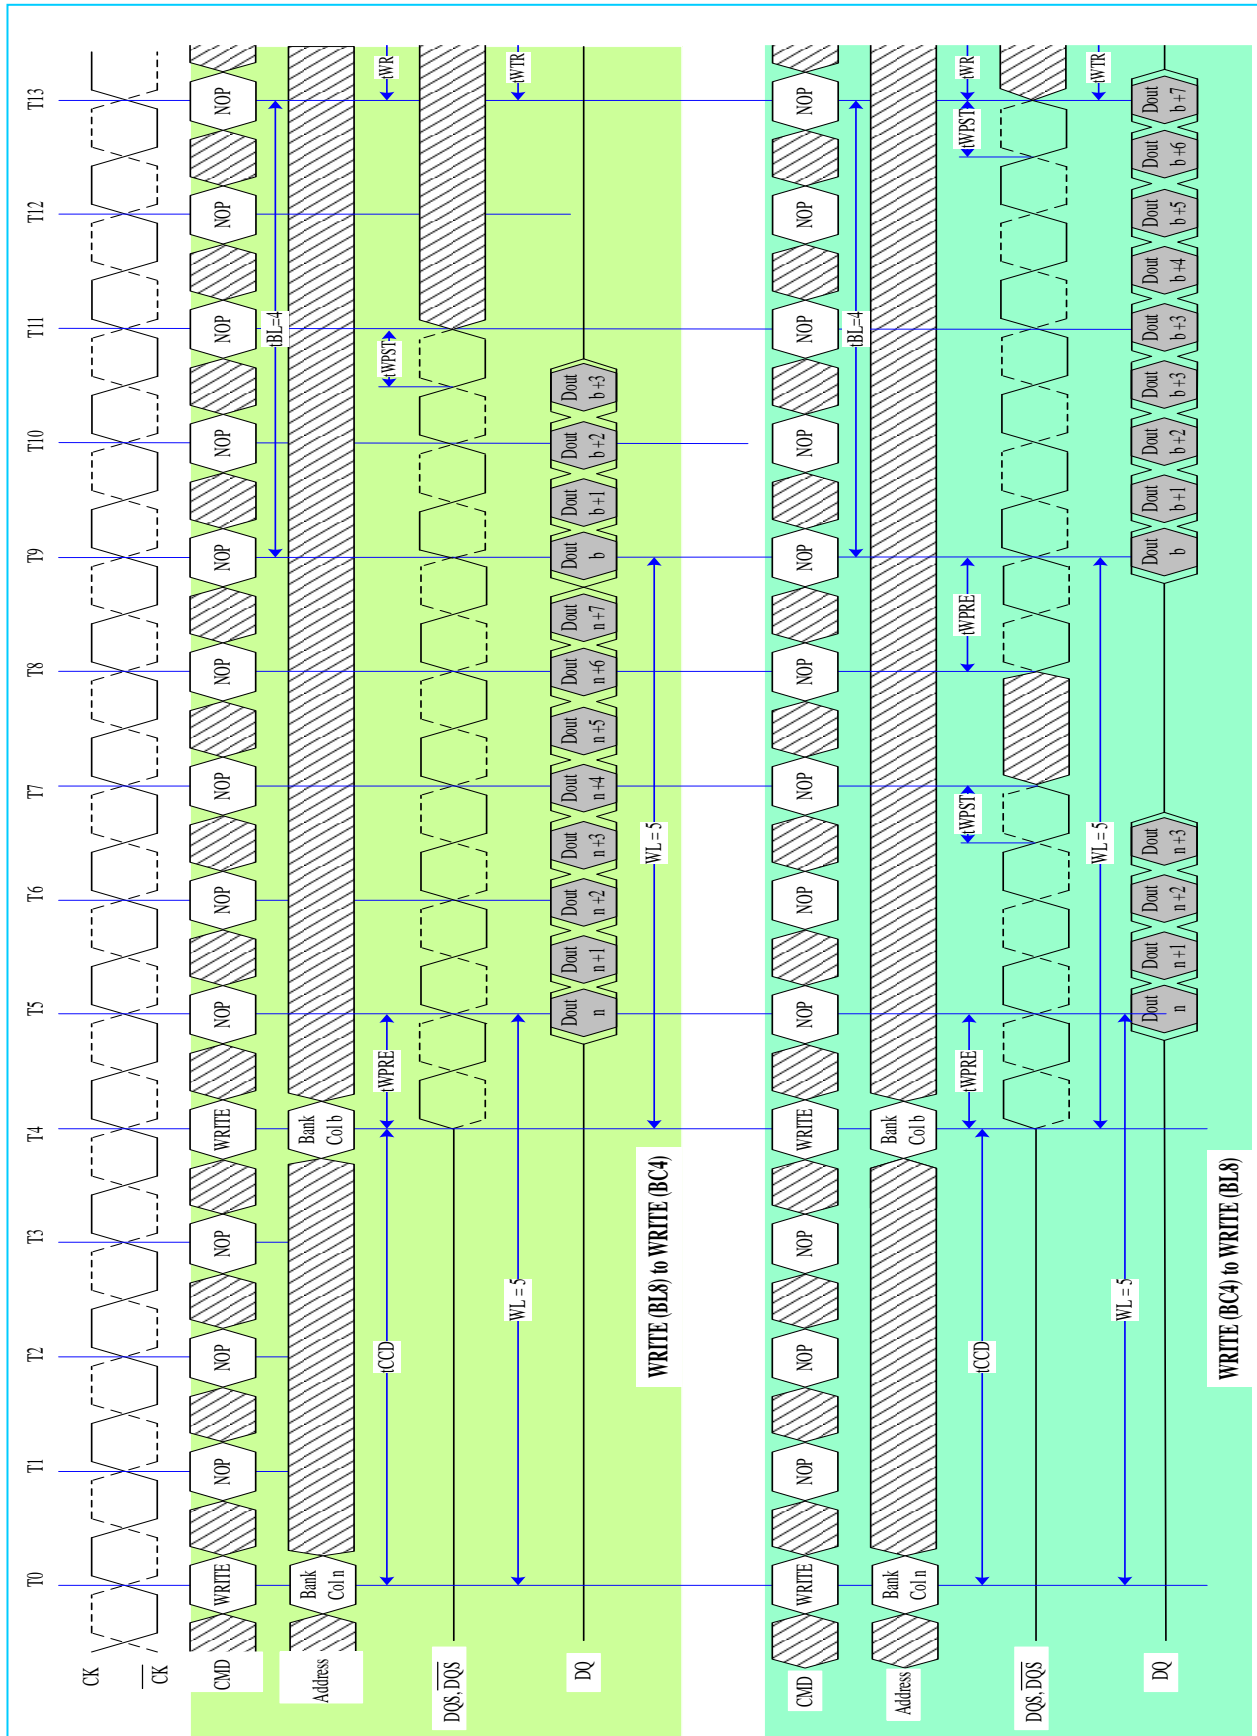 T0 T1 T2 T3 T4 T5 T6 T7 T8 T9 T10 T11 T12 T13
CK
CK
CMD WRITE NOP NOP NOP WRITE NOP NOP NOP NOP NOP NOP NOP NOP NOP
tBL=4
Address Bank Bank
Col n Col b
tCCD tWPRE tWPST tWR
DQS, DQS
WL = 5 tWTR
DQ Dout Dout Dout Dout Dout Dout Dout Dout Dout Dout Dout Dout
n n+1 n+2 n+3 n+4 n+5 n+6 n+7 b b+1 b+2 b+3
WL = 5
WRITE (BL8) to WRITE (BC4)
CMD WRITE NOP NOP NOP WRITE NOP NOP NOP NOP NOP NOP NOP NOP NOP
tBL=4
Address Bank Bank
Col n Col b
tCCD tWPRE tWPST tWPRE tWPST tWR
DQS, DQS
WL = 5 tWTR
WL = 5
DQ Dout Dout Dout Dout Dout Dout Dout Dout Dout Dout Dout Dout Dout
n n+1 n+2 n+3 b b+1 b+2 b+3 b+3 b+4 b+5 b+6 b+7
WRITE (BC4) to WRITE (BL8)